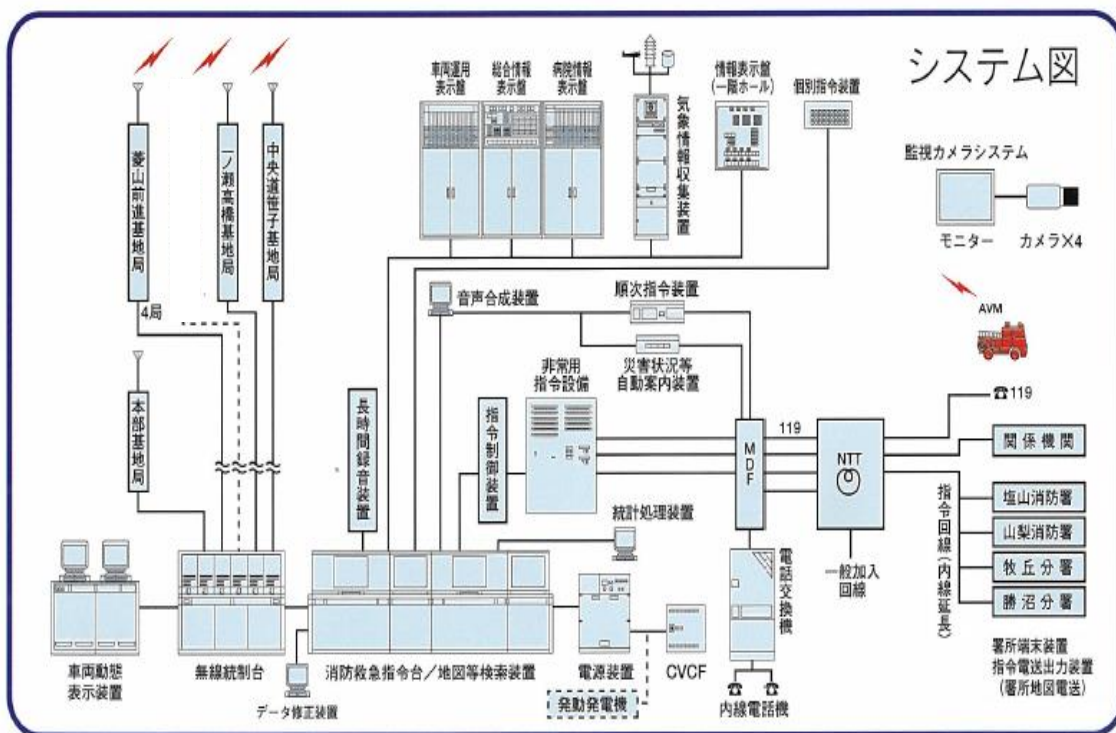 システム図
車両運用
表示盤
総合情報
表示盤
病院情報
表示盤
気象情報収集装置
情報表示盤
(一階ホール)
個別指令装置
監視カメラシステム
モニター
カメラ×4
AVM
菱山前進基地局
一ノ瀬高橋基地局
中央道笹子基地局
4局
本部基地局
音声合成装置
順次指令装置
災害状況等
自動案内装置
非常用
指令設備
長時間録音装置
指令制御装置
MDF
119
NTT
☎119
関係機関
塩山消防署
山梨消防署
牧丘分署
勝沼分署
指令回線(内線延長)
一般加入
回線
統計処理装置
電話交換機
署所端末装置
指令電送出力装置
(署所地図電送)
車両動態
表示装置
無線統制台
消防救急指令台/地図等検索装置
電源装置
CVCF
データ修正装置
発動発電機
内線電話機